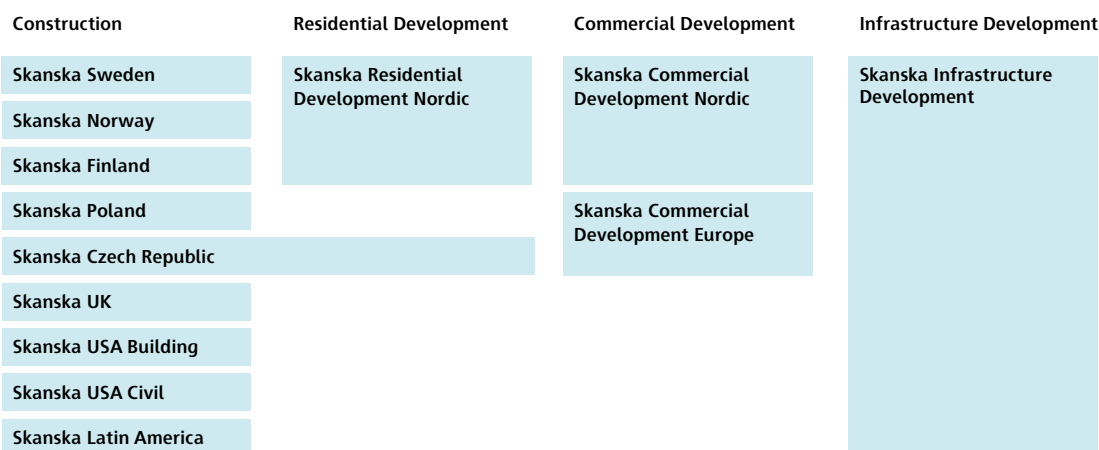 Construction
Residential Development
Commercial Development
Infrastructure Development
Skanska Sweden
Skanska Norway
Skanska Finland
Skanska Poland
Skanska Czech Republic
Skanska UK
Skanska USA Building
Skanska USA Civil
Skanska Latin America
Skanska Residential
Development Nordic
Skanska Commercial
Development Nordic
Skanska Commercial
Development Europe
Skanska Infrastructure
Development